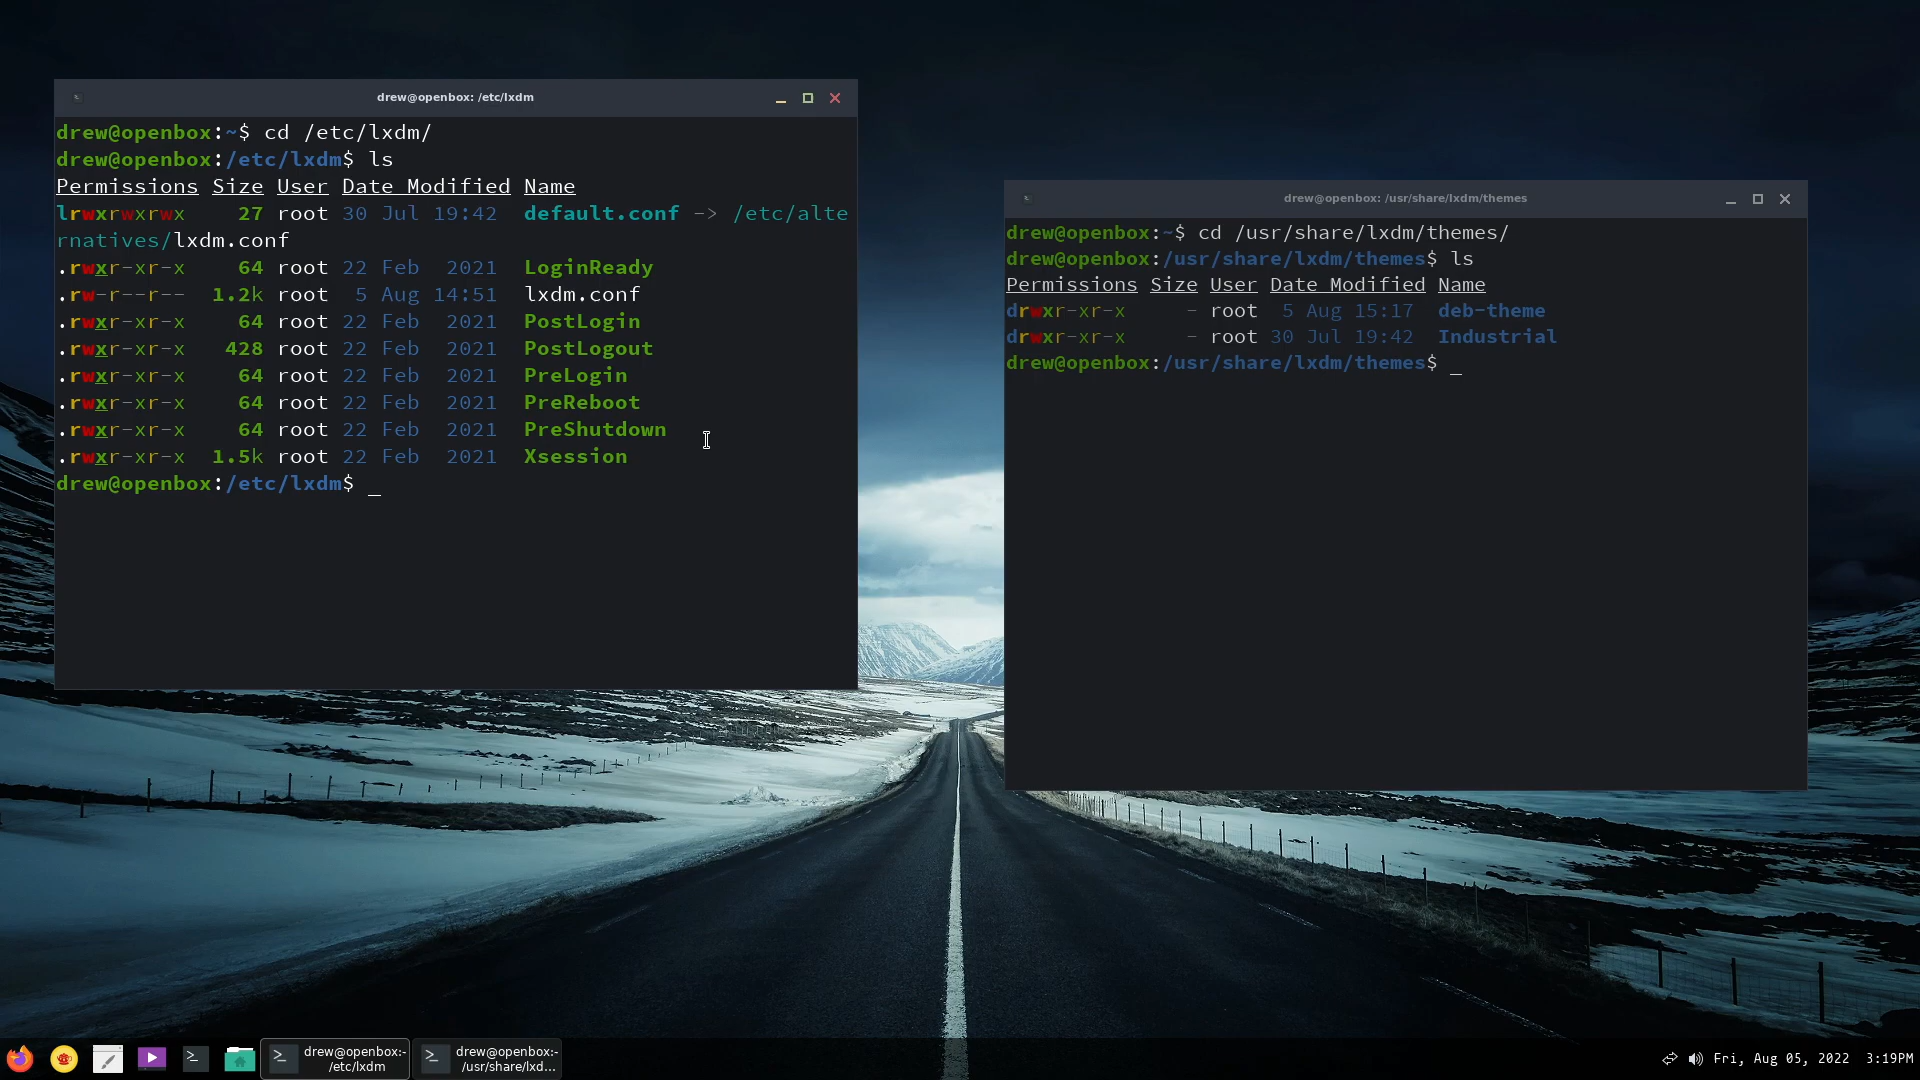 drew@openbox: /etc/lxdm
drew@openbox:~$ cd /etc/lxdm/
drew@openbox:/etc/lxdm$ ls
Permissions Size User Date Modified Name
lrwxrwxrwx 27 root 30 Jul 19:42 default.conf -> /etc/alte
rnatives/lxdm.conf
.rwxr-xr-x 64 root 22 Feb 2021 LoginReady
.rw-r--r-- 1.2k root 5 Aug 14:51 lxdm.conf
.rwxr-xr-x 64 root 22 Feb 2021 PostLogin
.rwxr-xr-x 428 root 22 Feb 2021 PostLogout
.rwxr-xr-x 64 root 22 Feb 2021 PreLogin
.rwxr-xr-x 64 root 22 Feb 2021 PreReboot
.rwxr-xr-x 64 root 22 Feb 2021 PreShutdown
.rwxr-xr-x 1.5k root 22 Feb 2021 Xsession
drew@openbox:/etc/lxdm$ _
drew@openbox: /usr/share/lxdm/themes
drew@openbox:~$ cd /usr/share/lxdm/themes/
drew@openbox:/usr/share/lxdm/themes$ ls
Permissions Size User Date Modified Name
drwxr-xr-x - root 5 Aug 15:17 deb-theme
drwxr-xr-x - root 30 Jul 19:42 Industrial
drew@openbox:/usr/share/lxdm/themes$ _
drew@openbox:-
/etc/lxdm
drew@openbox:-
/usr/share/lxd...
Fri, Aug 05, 2022 3:19PM